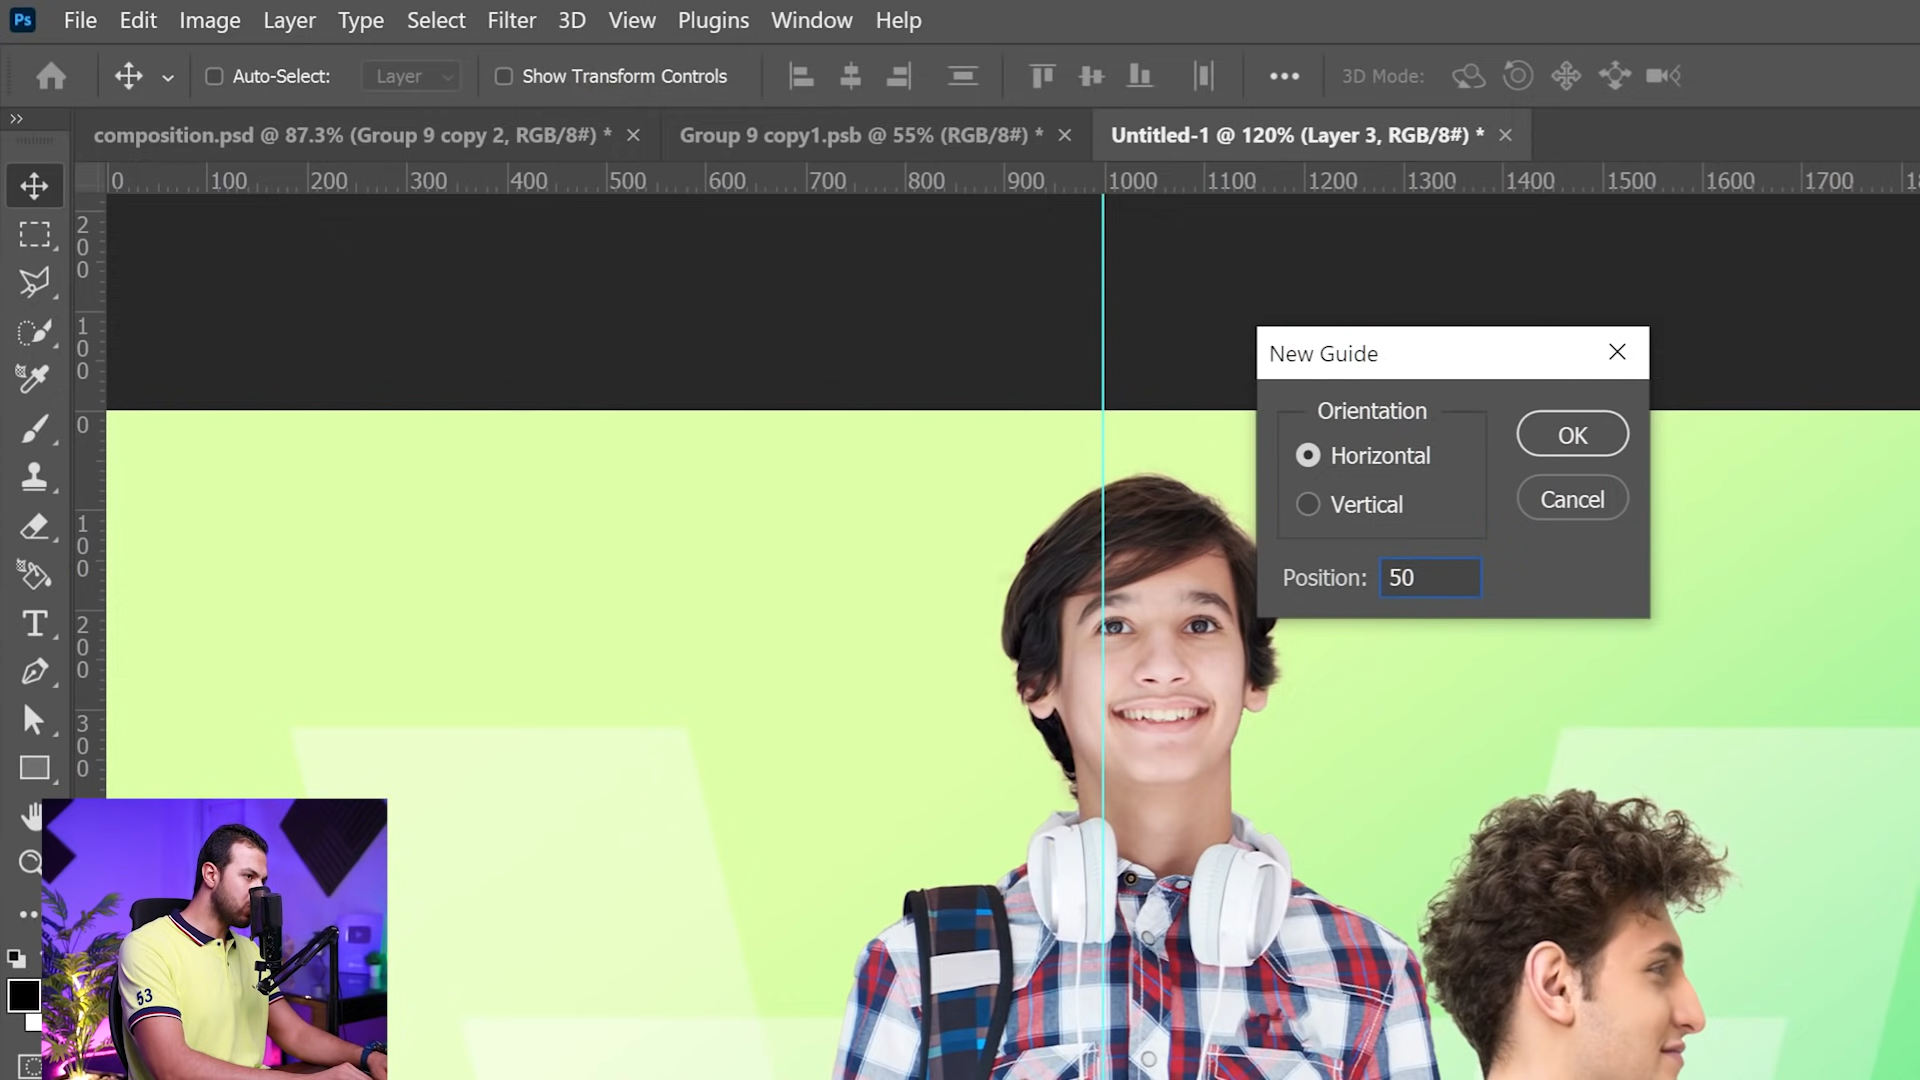 Ps File Edit Image Layer Type Select Filter 3D View Plugins Window Help
Auto-Select: Layer Show Transform Controls 3D Mode:
composition.psd @ 87.3% (Group 9 copy 2, RGB/8#) * Group 9 copy1.psb @ 55% (RGB/8#) * Untitled-1 @ 120% (Layer 3, RGB/8#) *
0 100 200 300 400 500 600 700 800 900 1000 1100 1200 1300 1400 1500 1600 1700
200
100
0
100
200
300
New Guide
Orientation
Horizontal
Vertical
OK
Cancel
Position: 50
53